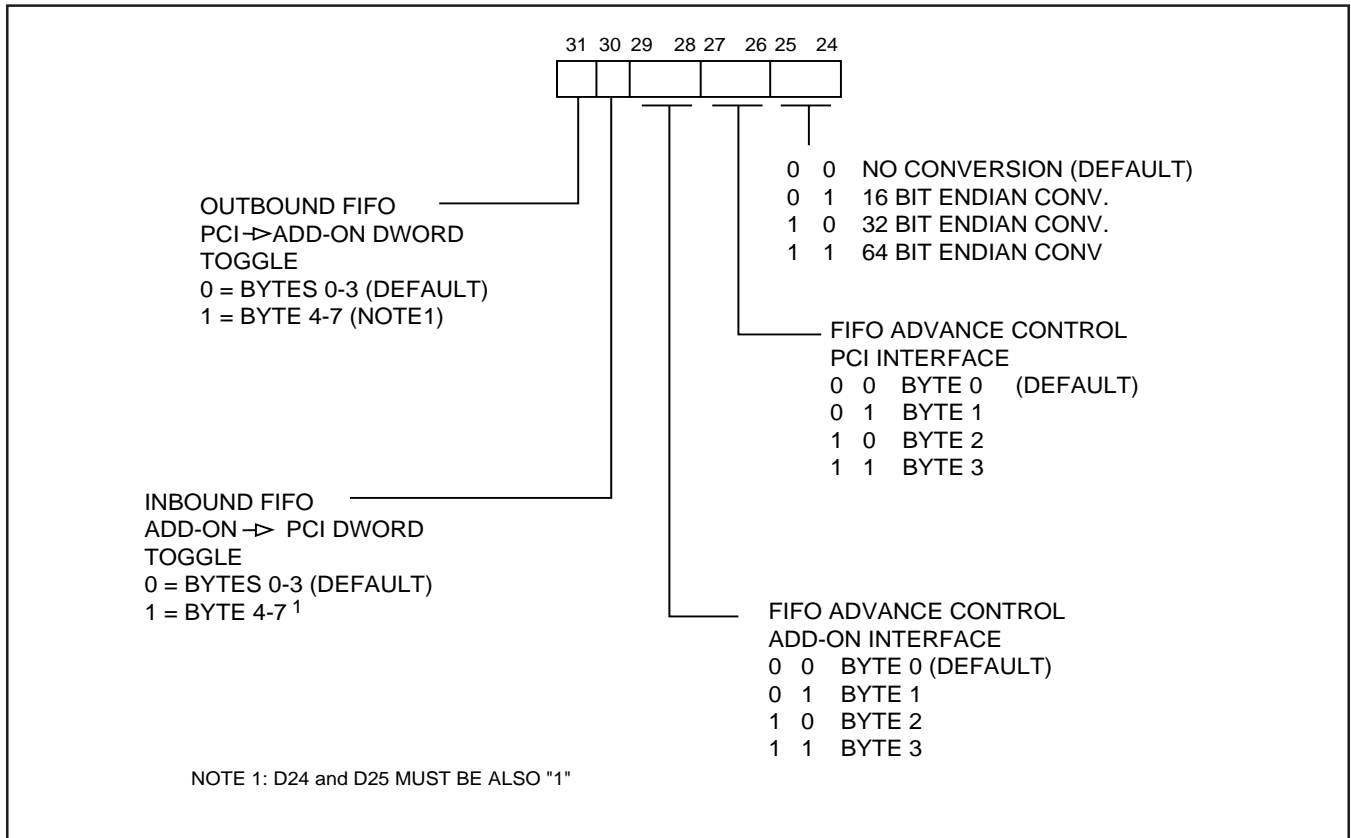 31 30 29 28 27 26 25 24
0 0 NO CONVERSION (DEFAULT)
0 1 16 BIT ENDIAN CONV.
1 0 32 BIT ENDIAN CONV.
1 1 64 BIT ENDIAN CONV
OUTBOUND FIFO
PCI ADD-ON DWORD
TOGGLE
0 = BYTES 0-3 (DEFAULT)
1 = BYTE 4-7 (NOTE1)
FIFO ADVANCE CONTROL
PCI INTERFACE
0 0 BYTE 0 (DEFAULT)
0 1 BYTE 1
1 0 BYTE 2
1 1 BYTE 3
INBOUND FIFO
ADD-ON PCI DWORD
TOGGLE
0 = BYTES 0-3 (DEFAULT)
1 = BYTE 4-7 1
FIFO ADVANCE CONTROL
ADD-ON INTERFACE
0 0 BYTE 0 (DEFAULT)
0 1 BYTE 1
1 0 BYTE 2
1 1 BYTE 3
NOTE 1: D24 and D25 MUST BE ALSO "1"